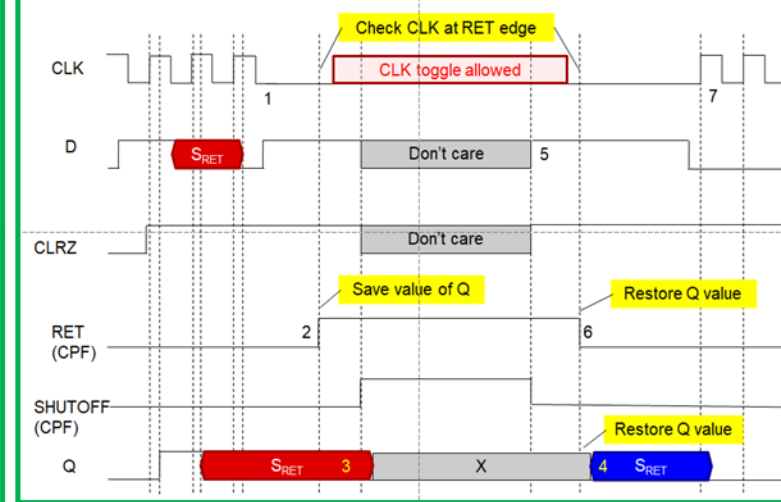 Check CLK at RET edge
CLK
CLK toggle allowed
1
7
D
SRET
Don't care
5
CLRZ
Don't care
Save value of Q
Restore Q value
RET
(CPF)
2
6
SHUTOFF
(CPF)
Restore Q value
Q
SRET
3
X
4
SRET